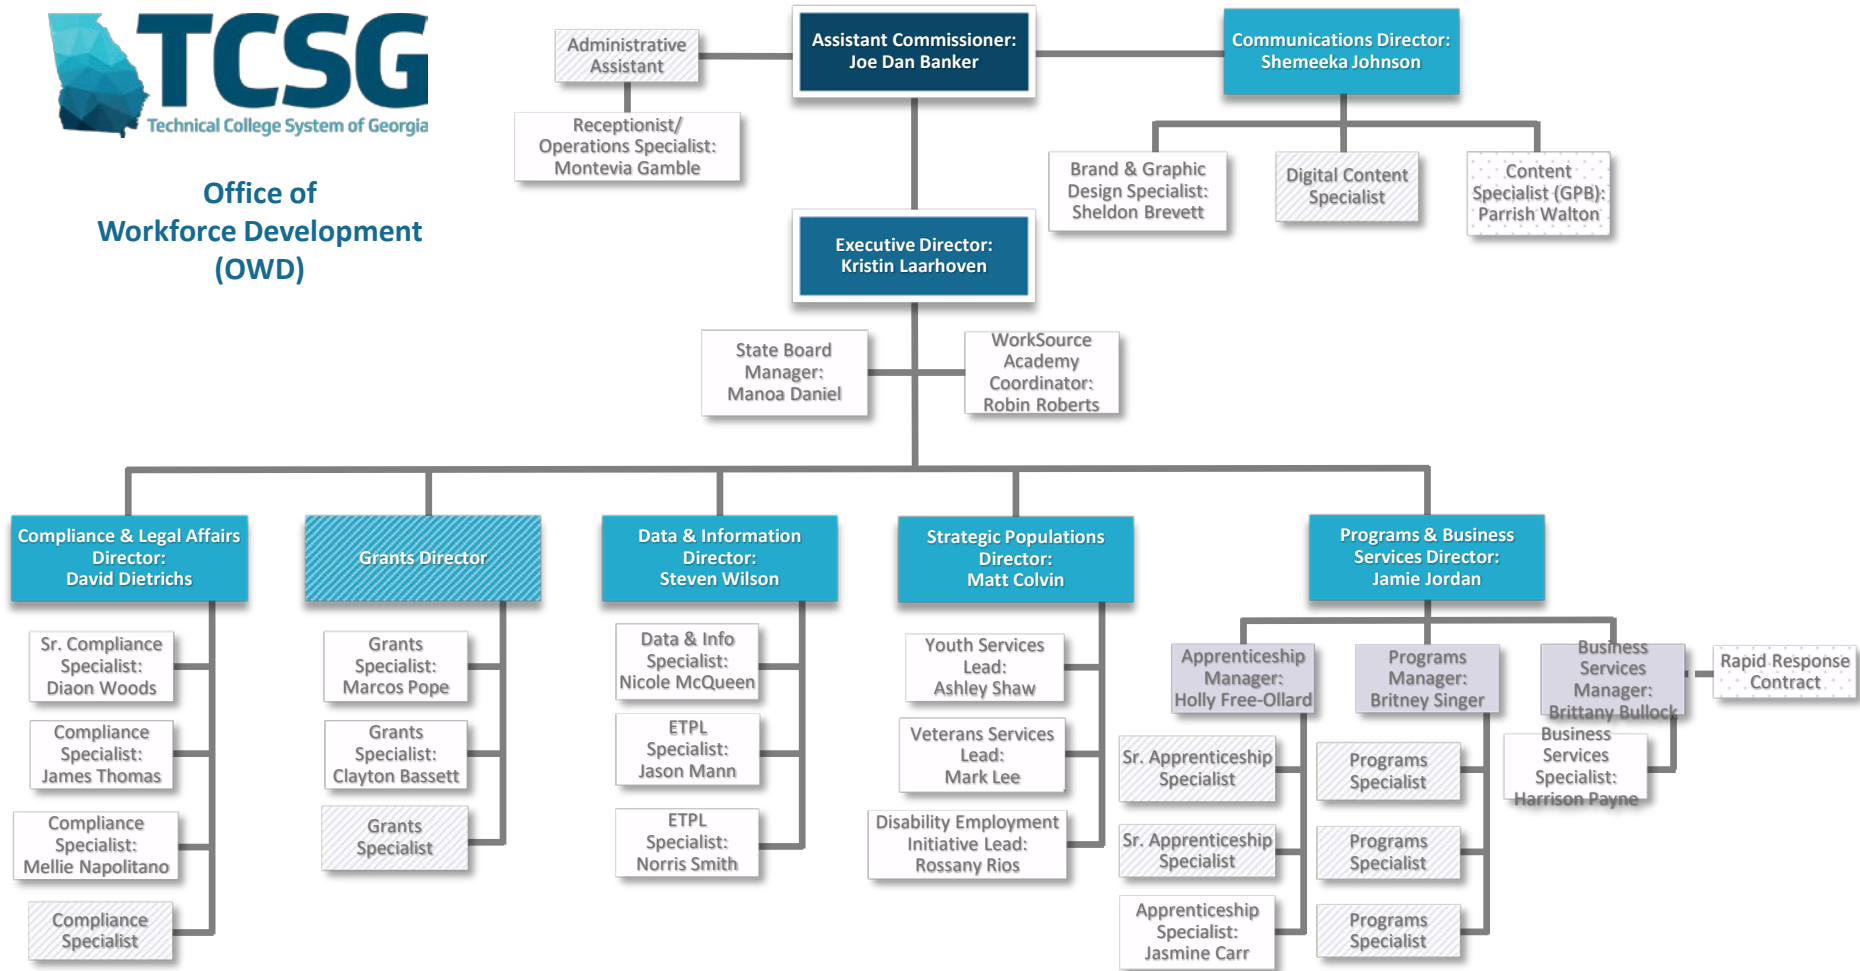 TCSG
Technical College System of Georgia
Office of
Workforce Development
(OWD)
Administrative
Assistant
Receptionist/
Operations Specialist:
Montevia Gamble
Assistant Commissioner:
Joe Dan Banker
Communications Director:
Shemeeka Johnson
Brand & Graphic
Design Specialist:
Sheldon Brevett
Digital Content
Specialist
Content
Specialist (GPB):
Parrish Walton
Executive Director:
Kristin Laarhoven
State Board
Manager:
Manoa Daniel
WorkSource
Academy
Coordinator:
Robin Roberts
Compliance & Legal Affairs
Director:
David Dietrichs
Sr. Compliance
Specialist:
Diaon Woods
Compliance
Specialist:
James Thomas
Compliance
Specialist:
Mellie Napolitano
Compliance
Specialist
Grants Director
Grants
Specialist:
Marcos Pope
Grants
Specialist:
Clayton Bassett
Grants
Specialist
Data & Information
Director:
Steven Wilson
Data & Info
Specialist:
Nicole McQueen
ETPL
Specialist:
Jason Mann
ETPL
Specialist:
Norris Smith
Strategic Populations
Director:
Matt Colvin
Youth Services
Lead:
Ashley Shaw
Veterans Services
Lead:
Mark Lee
Disability Employment
Initiative Lead:
Rossany Rios
Programs & Business
Services Director:
Jamie Jordan
Apprenticeship
Manager:
Holly Free-Ollard
Sr. Apprenticeship
Specialist
Sr. Apprenticeship
Specialist
Apprenticeship
Specialist:
Jasmine Carr
Programs
Manager:
Britney Singer
Programs
Specialist
Programs
Specialist
Programs
Specialist
Business
Services
Manager:
Brittany Bullock
Business
Services
Specialist:
Harrison Payne
Rapid Response
Contract